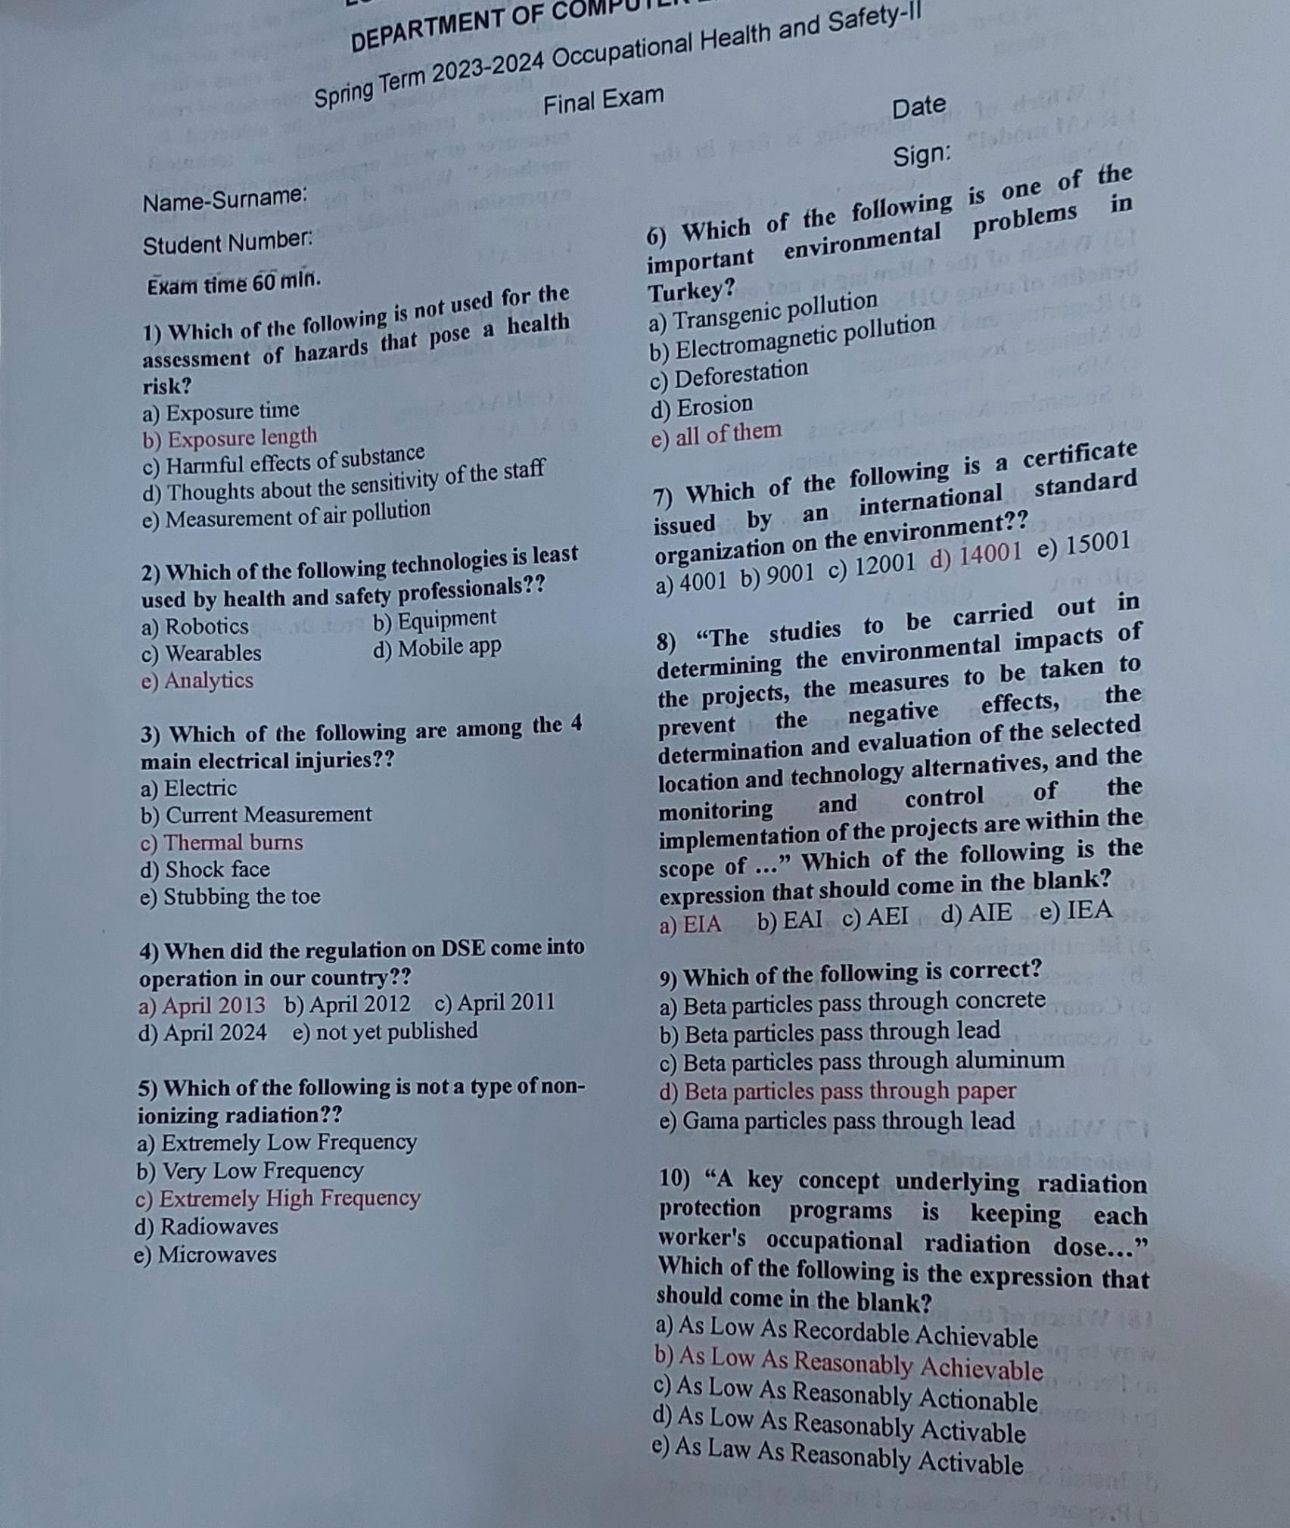 DEPARTMENT OF
Spring Term 2023-2024 Occupational Health and Safety-II
Final Exam
Date
Sign:
Name-Surname:
Student Number:
Exam time 60 min.
1) Which of the following is not used for the
assessment of hazards that pose a health
risk?
a) Exposure time
b) Exposure length
c) Harmful effects of substance
d) Thoughts about the sensitivity of the staff
e) Measurement of air pollution
2) Which of the following technologies is least
used by health and safety professionals??
a) Robotics b) Equipment
c) Wearables d) Mobile app
e) Analytics
3) Which of the following are among the 4
main electrical injuries??
a) Electric
b) Current Measurement
c) Thermal burns
d) Shock face
e) Stubbing the toe
4) When did the regulation on DSE come into
operation in our country??
a) April 2013 b) April 2012 c) April 2011
d) April 2024 e) not yet published
5) Which of the following is not a type of non-
ionizing radiation??
a) Extremely Low Frequency
b) Very Low Frequency
c) Extremely High Frequency
d) Radiowaves
e) Microwaves
6) Which of the following is one of the
important environmental problems in
Turkey?
a) Transgenic pollution
b) Electromagnetic pollution
c) Deforestation
d) Erosion
e) all of them
7) Which of the following is a certificate
issued by an international standard
organization on the environment??
a) 4001 b) 9001 c) 12001 d) 14001 e) 15001
8) “The studies to be carried out in
determining the environmental impacts of
the projects, the measures to be taken to
prevent the negative effects, the
determination and evaluation of the selected
location and technology alternatives, and the
monitoring and control of the
implementation of the projects are within the
scope of ...” Which of the following is the
expression that should come in the blank?
a) EIA b) EAI c) AEI d) AIE e) IEA
9) Which of the following is correct?
a) Beta particles pass through concrete
b) Beta particles pass through lead
c) Beta particles pass through aluminum
d) Beta particles pass through paper
e) Gama particles pass through lead
10) “A key concept underlying radiation
protection programs is keeping each
worker's occupational radiation dose...”
Which of the following is the expression that
should come in the blank?
a) As Low As Recordable Achievable
b) As Low As Reasonably Achievable
c) As Low As Reasonably Actionable
d) As Low As Reasonably Activable
e) As Law As Reasonably Activable